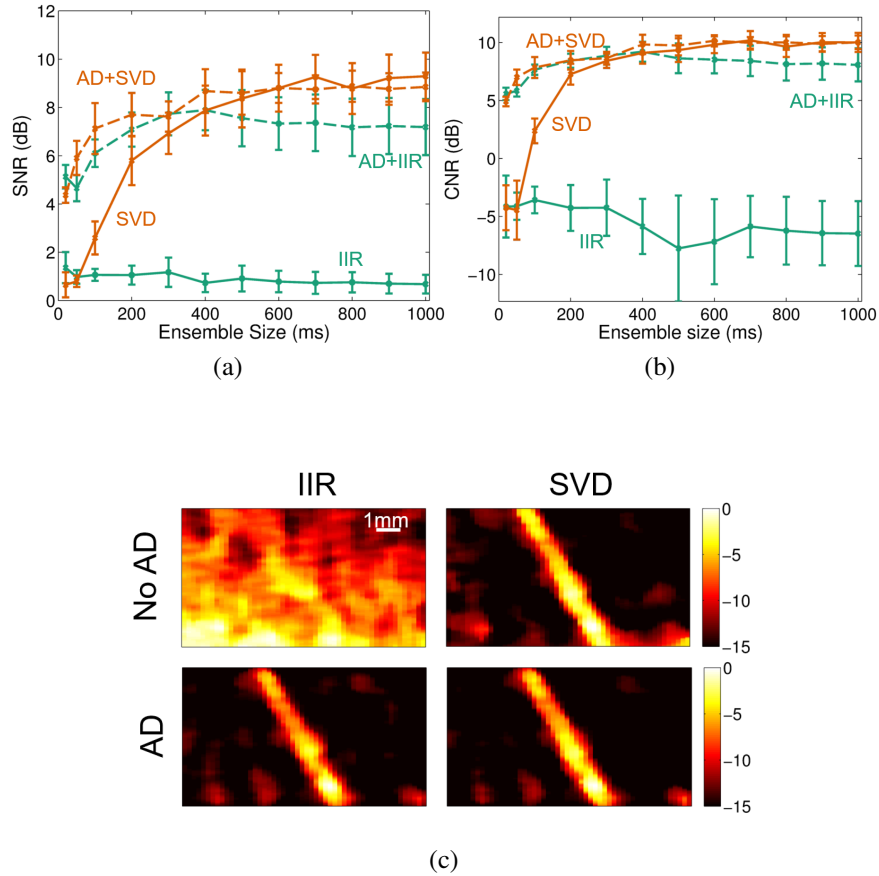 12
10
8
6
4
2
0
SNR (dB)
AD+SVD
AD+IIR
SVD
IIR
0 200 400 600 800 1000
Ensemble Size (ms)
(a)
10
5
0
−5
−10
CNR (dB)
AD+SVD
AD+IIR
SVD
IIR
0 200 400 600 800 1000
Ensemble size (ms)
(b)
IIR SVD
No AD
1mm
0
−5
−10
−15
AD
0
−5
−10
−15
(c)